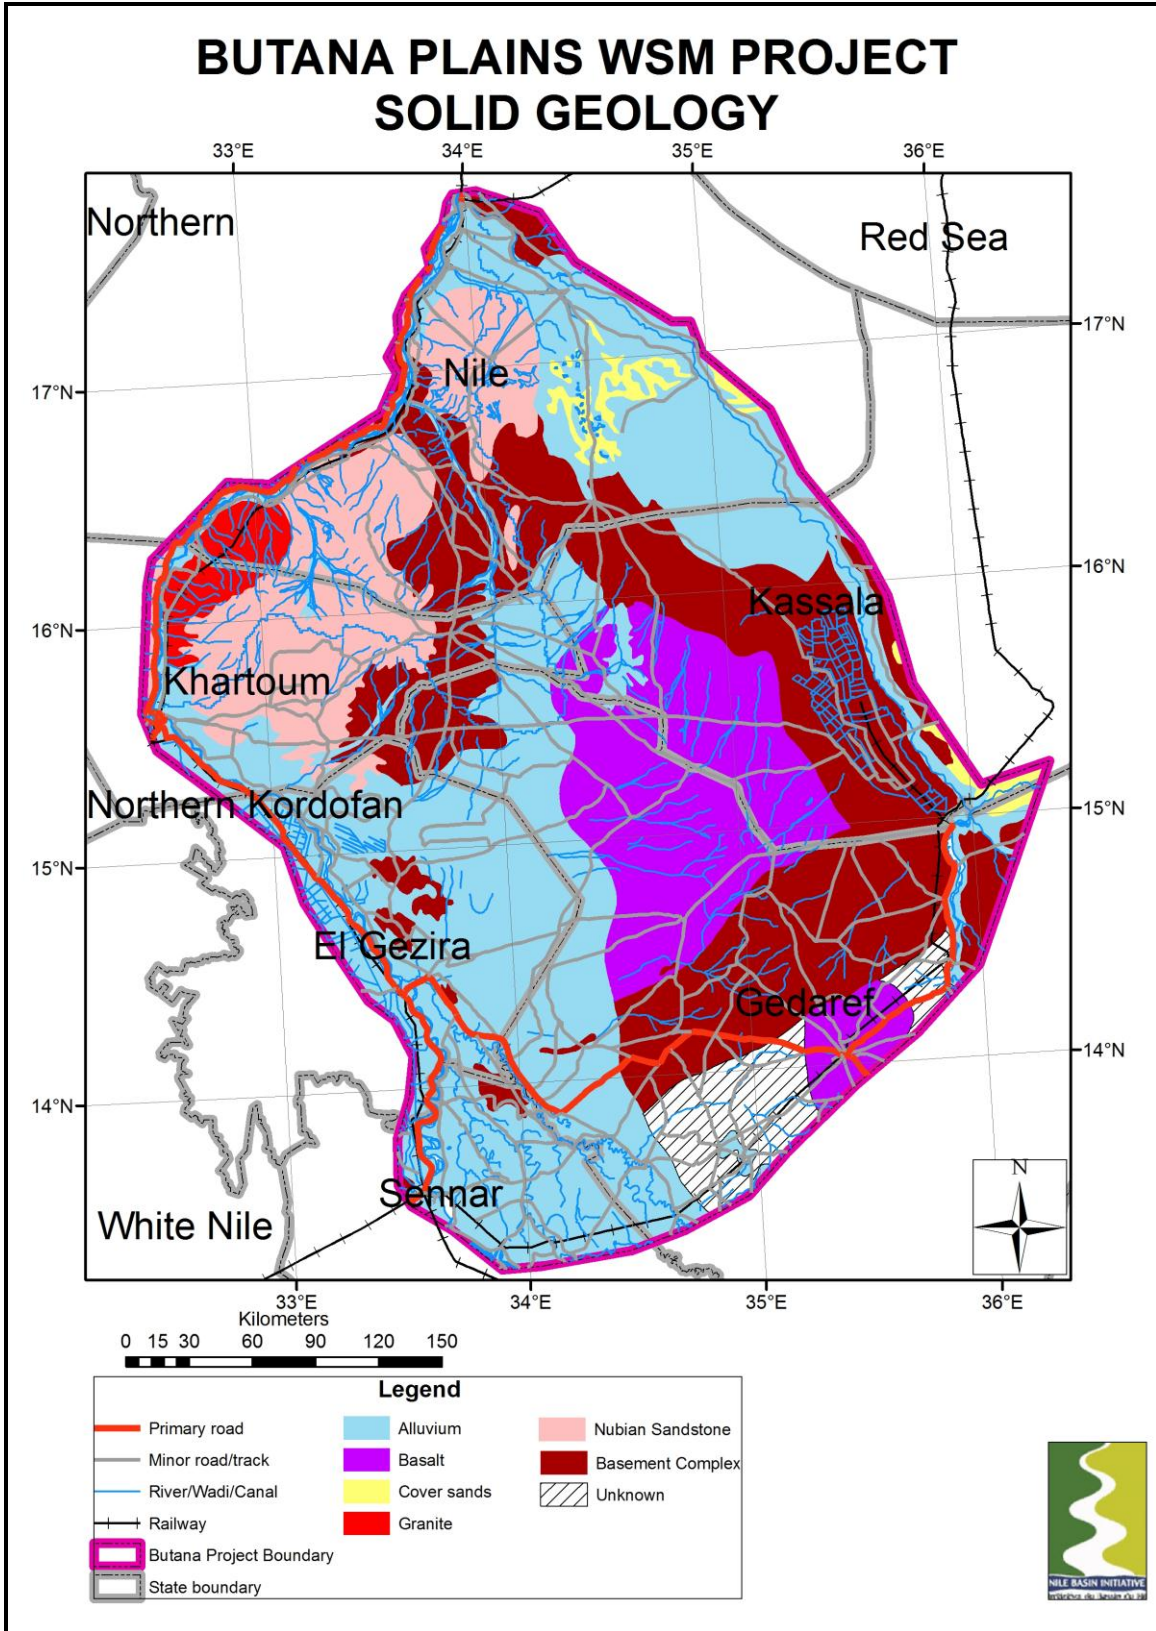 BUTANA PLAINS WSM PROJECT
SOLID GEOLOGY
33°E 34°E 35°E 36°E
Northern
Red Sea
17°N
Nile
17°N
16°N
Kassala
16°N
Khartoum
Northern Kordofan
15°N
15°N
El Gezira
Gedaref
14°N
14°N
Sennar
White Nile
N
33°E 34°E 35°E 36°E
Kilometers
0 15 30 60 90 120 150
Legend
Primary road
Minor road/track
River/Wadi/Canal
Railway
Butana Project Boundary
State boundary
Alluvium
Basalt
Cover sands
Granite
Nubian Sandstone
Basement Complex
Unknown
NILE BASIN INITIATIVE